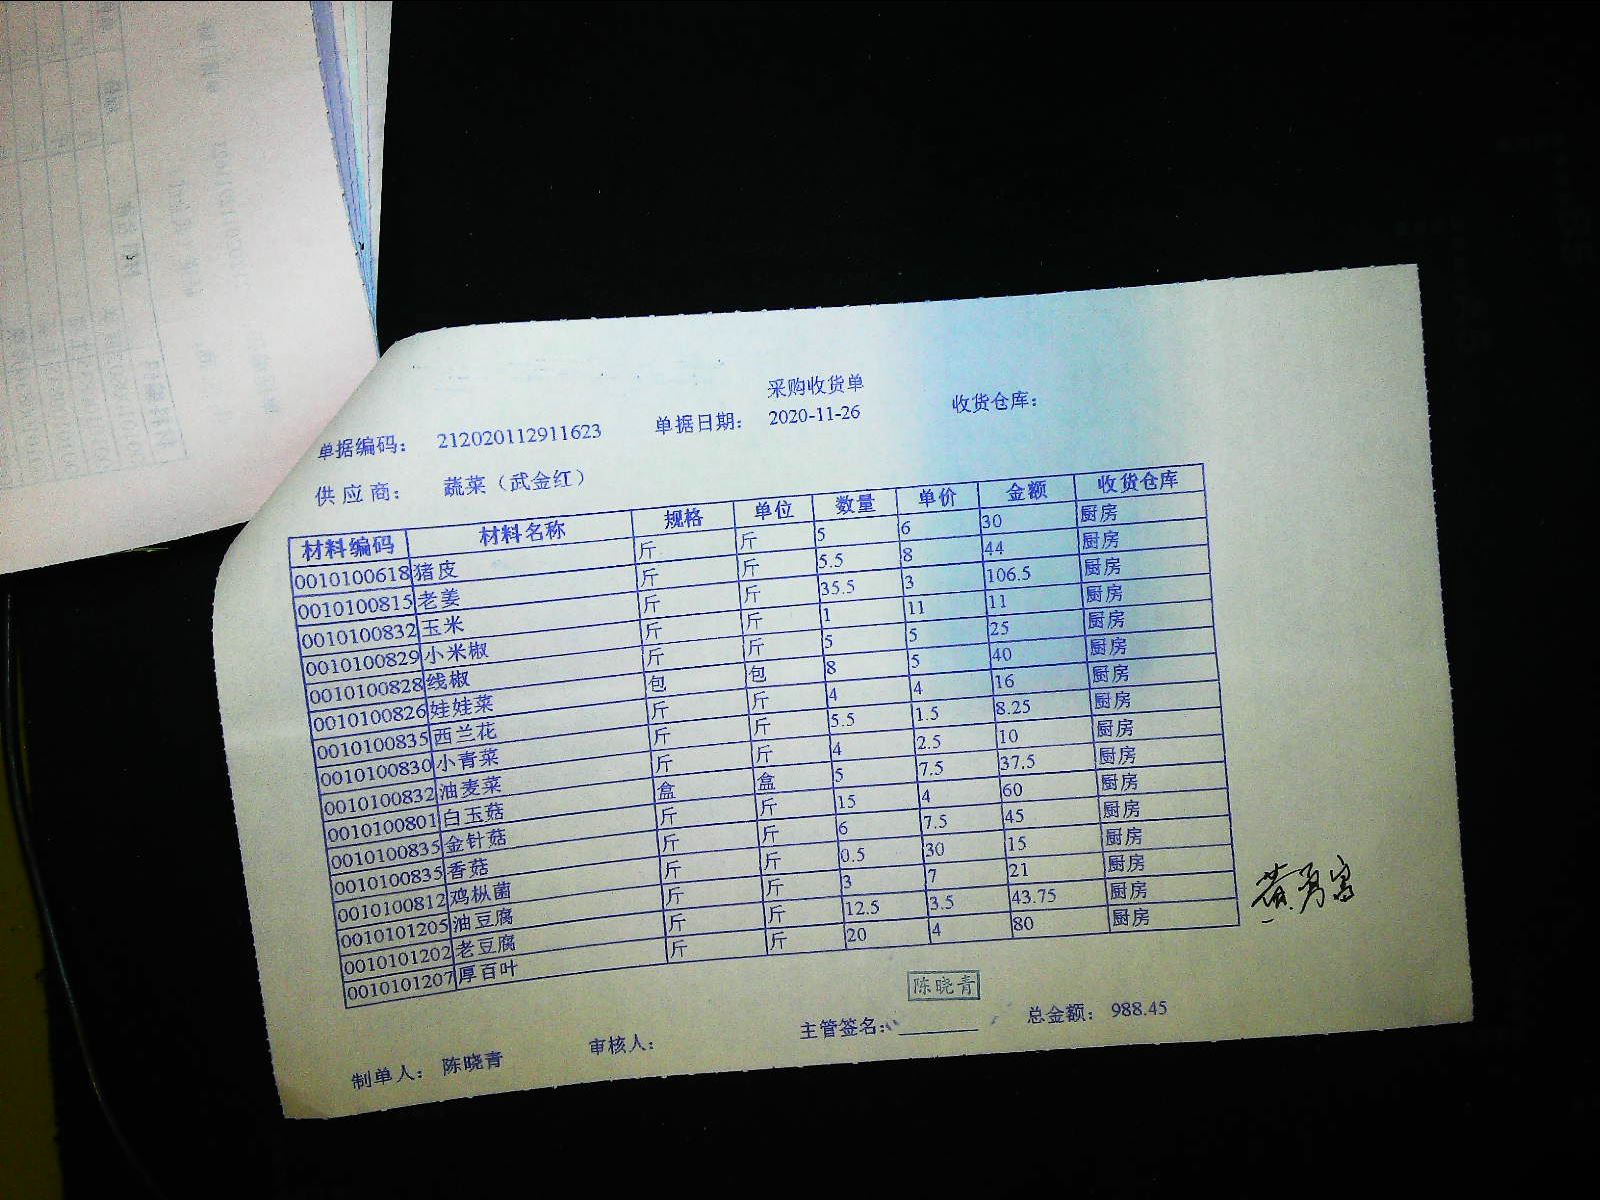 采购收货单
单据编码: 212020112911623 单据日期: 2020-11-26 收货仓库:
供应商: 蔬菜（武金红）
材料编码 材料名称 规格 单位 数量 单价 金额 收货仓库
0010100618 猪皮 斤 斤 5 6 30 厨房
0010100815 老姜 斤 斤 5.5 8 44 厨房
0010100832 玉米 斤 斤 35.5 3 106.5 厨房
0010100829 小米椒 斤 斤 1 11 11 厨房
0010100828 线椒 斤 斤 5 5 25 厨房
0010100826 娃娃菜 包 包 8 5 40 厨房
0010100835 西兰花 斤 斤 4 4 16 厨房
0010100830 小青菜 斤 斤 5.5 1.5 8.25 厨房
0010100832 油麦菜 斤 斤 4 2.5 10 厨房
0010100801 白玉菇 盒 盒 5 7.5 37.5 厨房
0010100835 金针菇 斤 斤 15 4 60 厨房
0010100835 香菇 斤 斤 6 7.5 45 厨房
0010100812 鸡枞菌 斤 斤 0.5 30 15 厨房
0010101205 油豆腐 斤 斤 3 7 21 厨房
0010101202 老豆腐 斤 斤 12.5 3.5 43.75 厨房
0010101207 厚百叶 斤 斤 20 4 80 厨房
陈晓青
制单人: 陈晓青 审核人: 主管签名: 总金额: 988.45